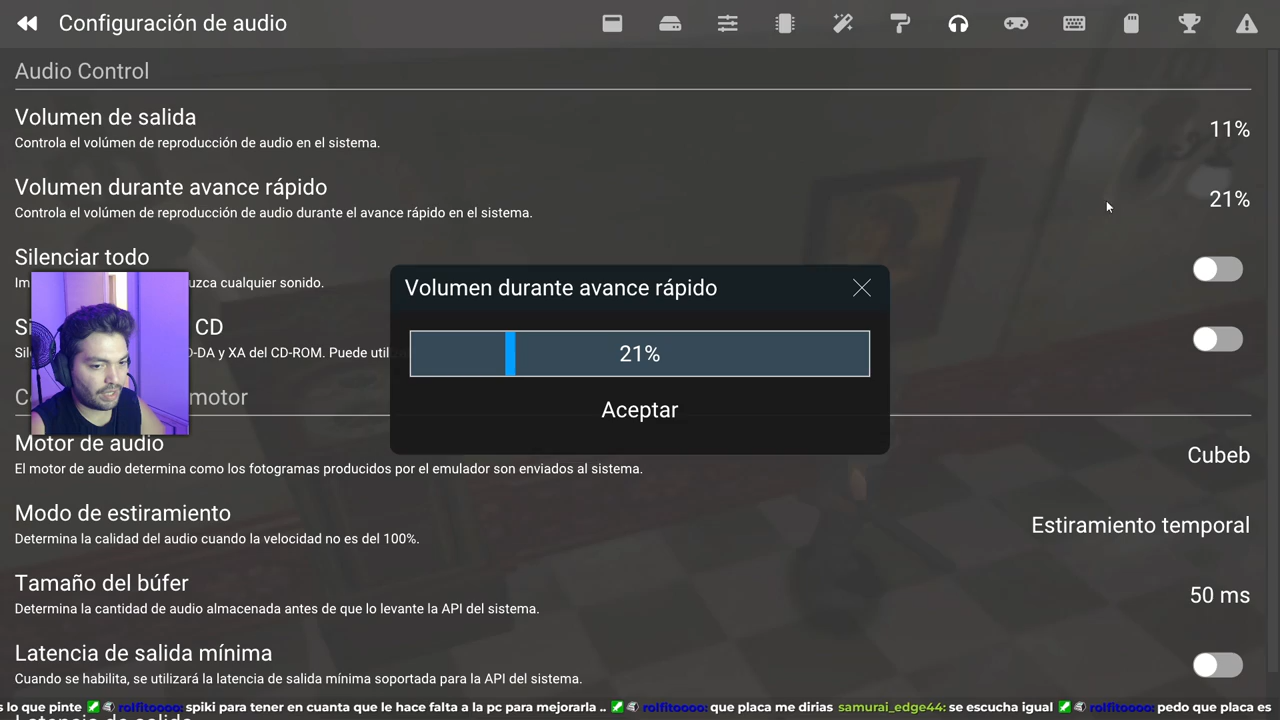 Configuración de audio
Audio Control
Volumen de salida
11%
Controla el volúmen de reproducción de audio en el sistema.
Volumen durante avance rápido
21%
Controla el volúmen de reproducción de audio durante el avance rápido en el sistema.
Silenciar todo
uzca cualquier sonido.
Volumen durante avance rápido
CD
D-DA y XA del CD-ROM. Puede
21%
motor
Aceptar
Motor de audio
Cubeb
El motor de audio determina como los fotogramas producidos por el emulador son enviados al sistema.
Modo de estiramiento
Estiramiento temporal
Determina la calidad del audio cuando la velocidad no es del 100%.
Tamaño del búfer
50 ms
Determina la cantidad de audio almacenada antes de que lo levante la API del sistema.
Latencia de salida mínima
Cuando se habilita, se utilizará la latencia de salida mínima soportada para la API del sistema.
s lo que pinte rolfitoooo: spiki para tener en cuanta que le hace falta a la pc para mejorarla .. rolfitoooo: que placa me dirias samurai_edge44: se escucha igual rolfitoooo: pedo que placa es